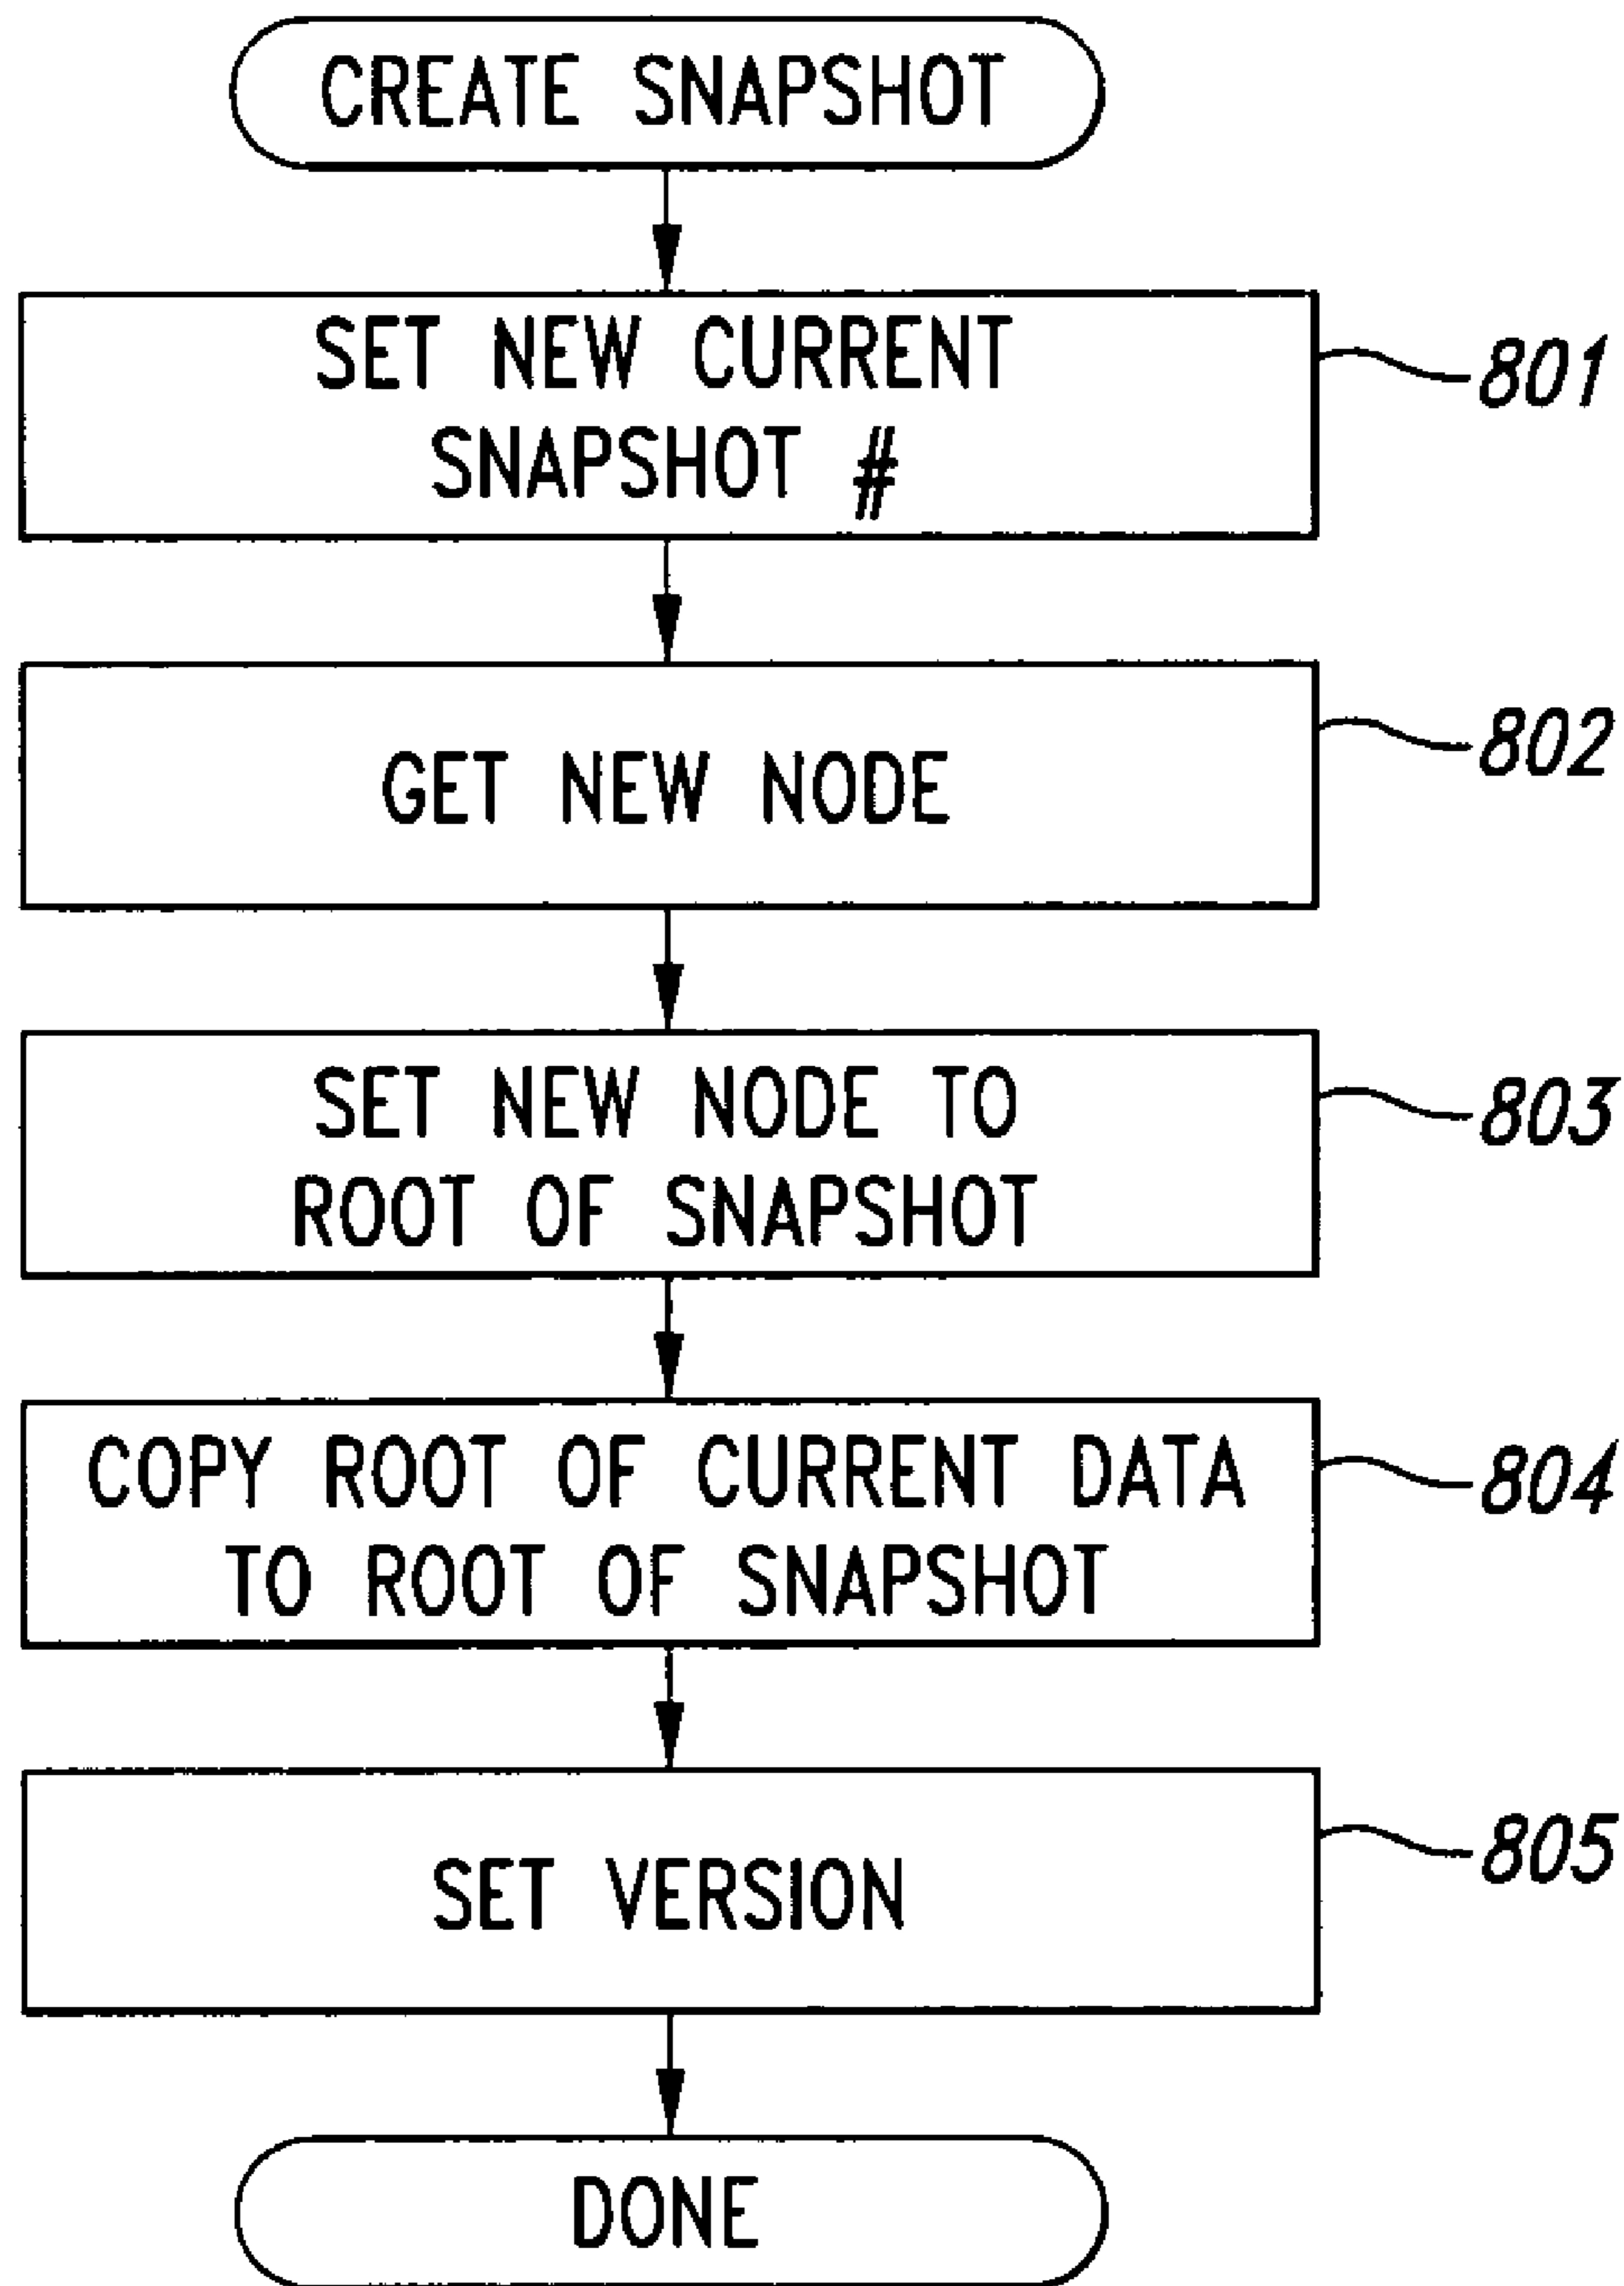 CREATE SNAPSHOT
SET NEW CURRENT
SNAPSHOT #
801
GET NEW NODE
802
SET NEW NODE TO
ROOT OF SNAPSHOT
803
COPY ROOT OF CURRENT DATA
TO ROOT OF SNAPSHOT
804
SET VERSION
805
DONE